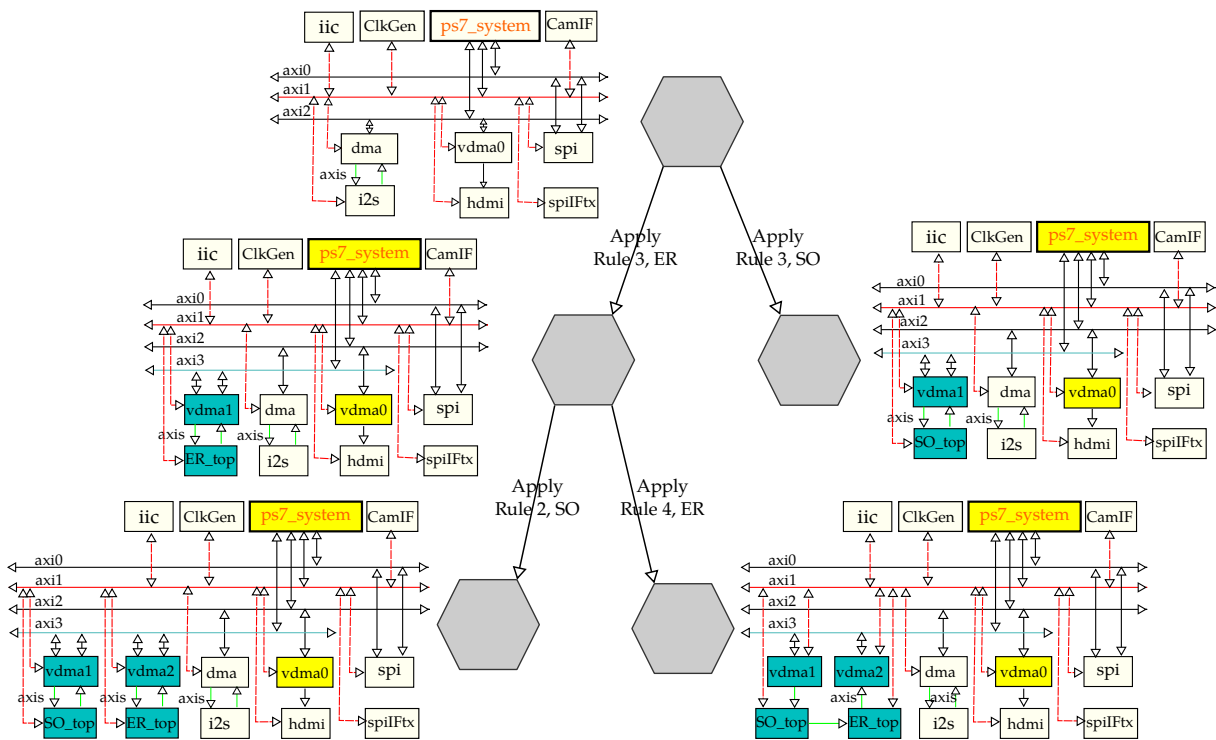 iic
ClkGen
ps7_system
CamIF
axi0
axi1
axi2
dma
vdma0
spi
axis
i2s
hdmi
spiIFtx
Apply
Rule 3, ER
Apply
Rule 3, SO
iic
ClkGen
ps7_system
CamIF
axi0
axi1
axi2
axi3
vdma1
dma
vdma0
spi
axis
axis
ER_top
i2s
hdmi
spiIFtx
iic
ClkGen
ps7_system
CamIF
axi0
axi1
axi2
axi3
vdma1
dma
vdma0
spi
axis
SO_top
i2s
hdmi
spiIFtx
Apply
Rule 2, SO
Apply
Rule 4, ER
iic
ClkGen
ps7_system
CamIF
axi0
axi1
axi2
axi3
vdma1
vdma2
dma
vdma0
spi
axis
axis
SO_top
ER_top
i2s
hdmi
spiIFtx
iic
ClkGen
ps7_system
CamIF
axi0
axi1
axi2
axi3
vdma1
vdma2
dma
vdma0
spi
axis
SO_top
ER_top
i2s
hdmi
spiIFtx